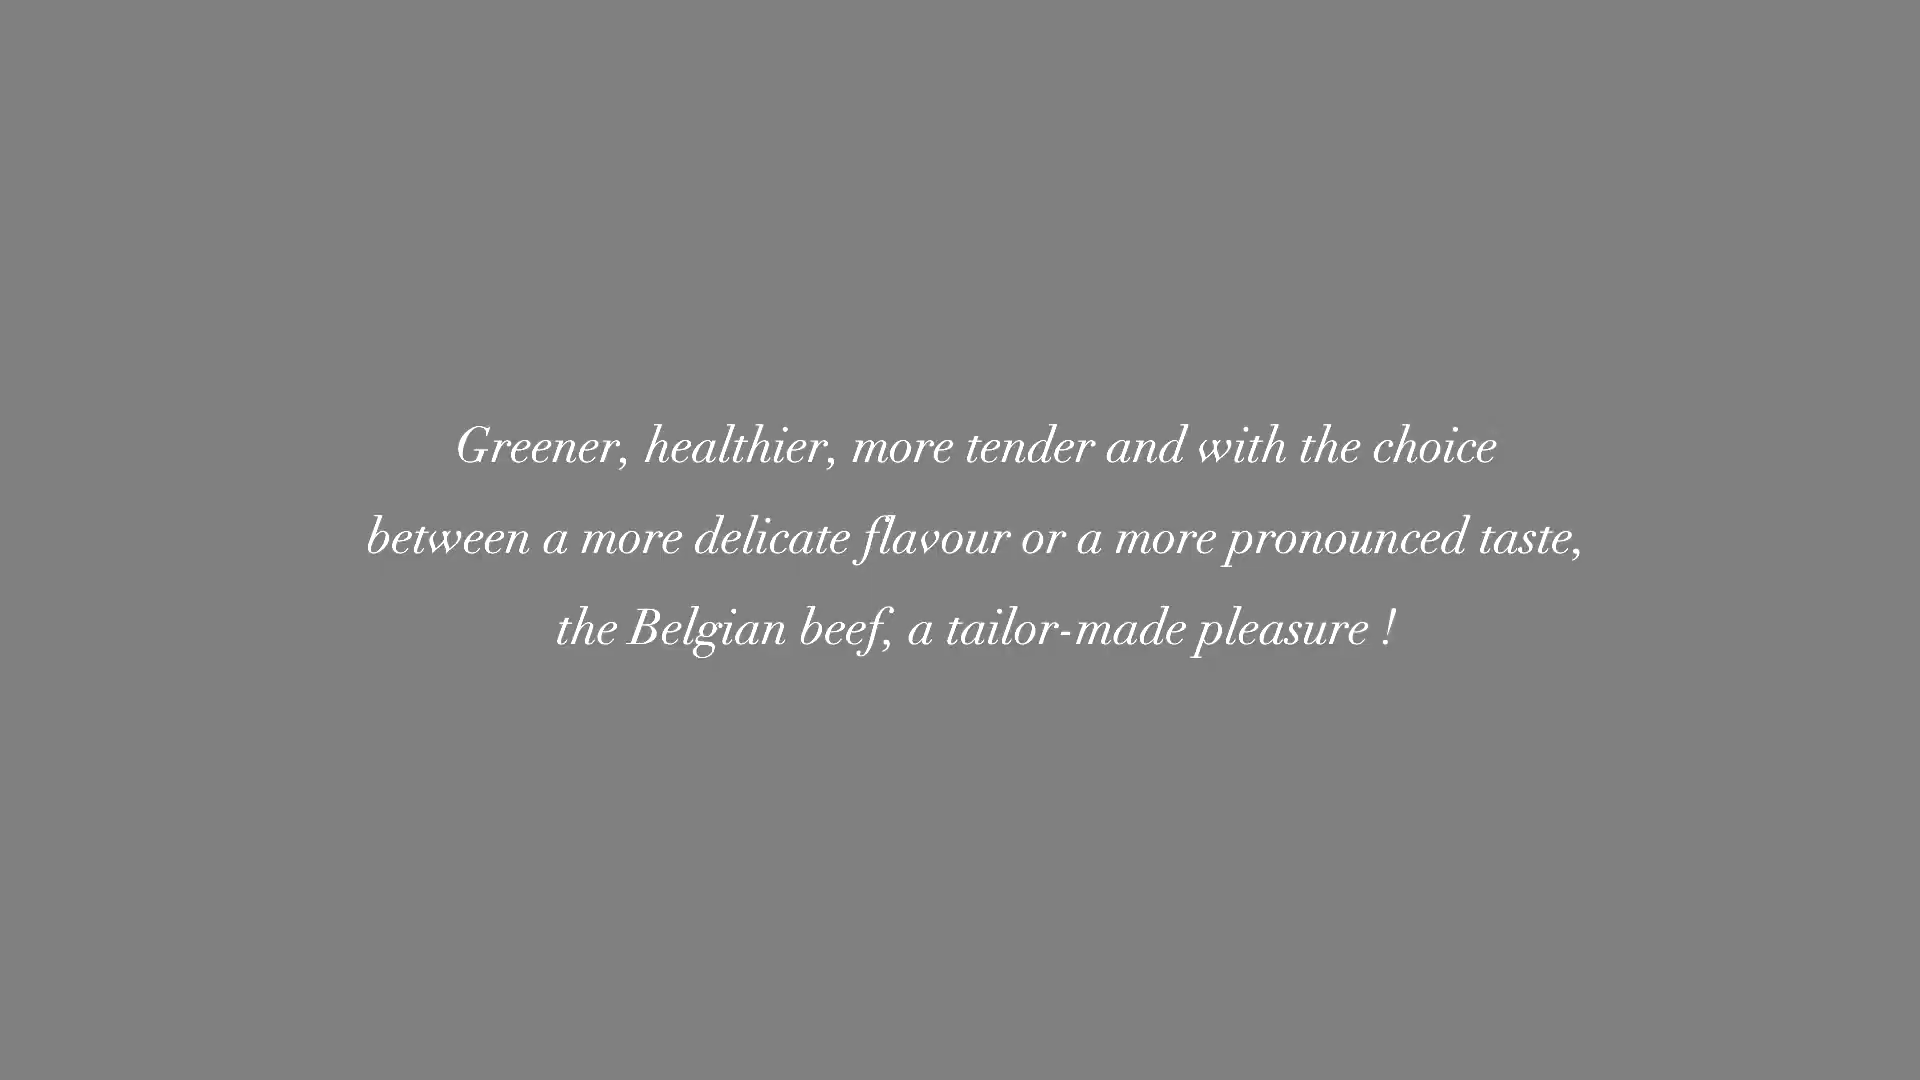 Greener, healthier, more tender and with the choice
between a more delicate flavour or a more pronounced taste,
the Belgian beef, a tailor-made pleasure !